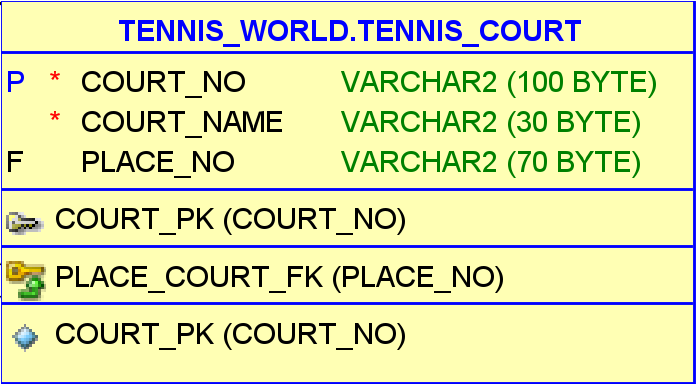 TENNIS_WORLD.TENNIS_COURT
P * COURT_NO VARCHAR2 (100 BYTE)
* COURT_NAME VARCHAR2 (30 BYTE)
F PLACE_NO VARCHAR2 (70 BYTE)
COURT_PK (COURT_NO)
PLACE_COURT_FK (PLACE_NO)
COURT_PK (COURT_NO)